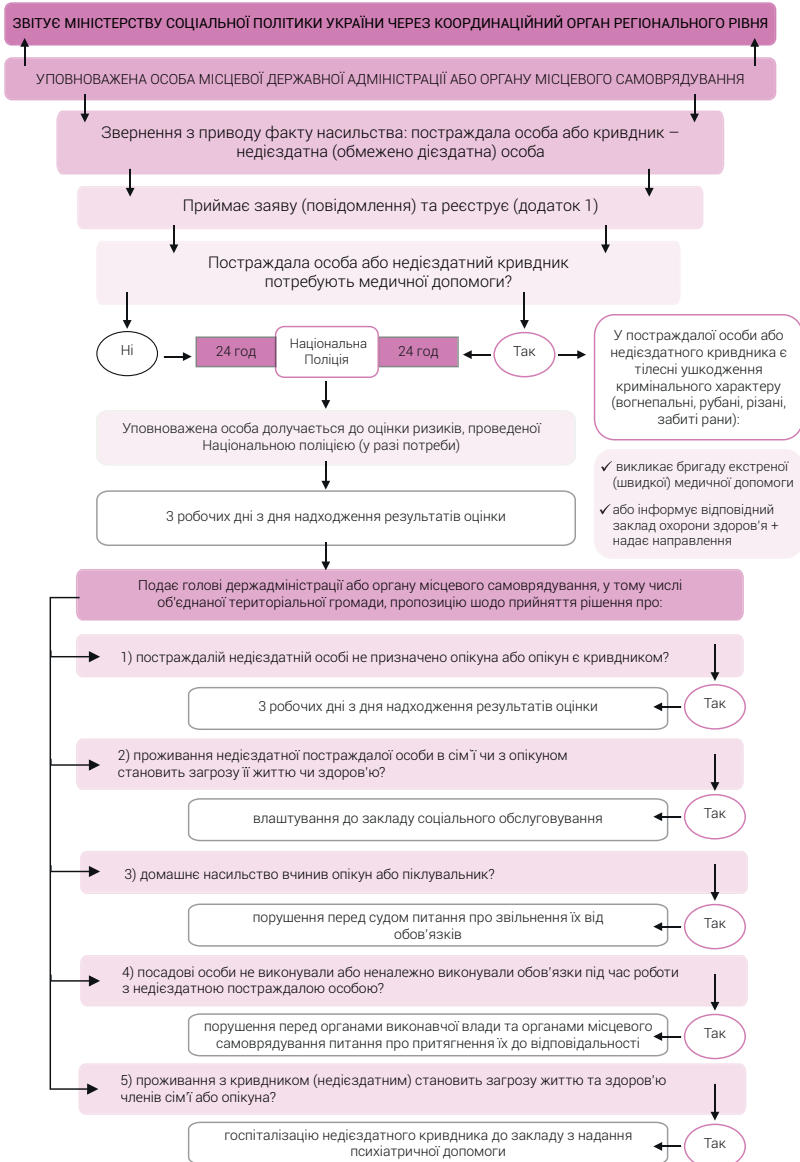 ЗВІТУЄ МІНІСТЕРСТВУ СОЦІАЛЬНОЇ ПОЛІТИКИ УКРАЇНИ ЧЕРЕЗ КООРДИНАЦІЙНИЙ ОРГАН РЕГІОНАЛЬНОГО РІВНЯ
УПОВНОВАЖЕНА ОСОБА МІСЦЕВОЇ ДЕРЖАВНОЇ АДМІНІСТРАЦІЇ АБО ОРГАНУ МІСЦЕВОГО САМОВРЯДУВАННЯ
Звернення з приводу факту насильства: постраждала особа або кривдник –
недієздатна (обмежено дієздатна) особа
Приймає заяву (повідомлення) та реєструє (додаток 1)
Постраждала особа або недієздатний кривдник
потребують медичної допомоги?
Ні
24 год
Національна
Поліція
24 год
Так
У постраждалої особи або
недієздатного кривдника є
тілесні ушкодження
кримінального характеру
(вогнепальні, рубані, різані,
забиті рани):
✓ викликає бригаду екстреної
(швидкої) медичної допомоги
✓ або інформує відповідний
заклад охорони здоров'я +
надає направлення
Уповноважена особа долучається до оцінки ризиків, проведеної
Національною поліцією (у разі потреби)
3 робочих дні з дня надходження результатів оцінки
Подає голові держадміністрації або органу місцевого самоврядування, у тому числі
об'єднаної територіальної громади, пропозицію щодо прийняття рішення про:
1) постраждалій недієздатній особі не призначено опікуна або опікун є кривдником?
Так
3 робочих дні з дня надходження результатів оцінки
2) проживання недієздатної постраждалої особи в сім'ї чи з опікуном
становить загрозу її життю чи здоров'ю?
Так
влаштування до закладу соціального обслуговування
3) домашнє насильство вчинив опікун або піклувальник?
Так
порушення перед судом питання про звільнення їх від
обов'язків
4) посадові особи не виконували або неналежно виконували обов'язки під час роботи
з недієздатною постраждалою особою?
Так
порушення перед органами виконавчої влади та органами місцевого
самоврядування питання про притягнення їх до відповідальності
5) проживання з кривдником (недієздатним) становить загрозу життю та здоров'ю
членів сім'ї або опікуна?
Так
госпіталізацію недієздатного кривдника до закладу з надання
психіатричної допомоги